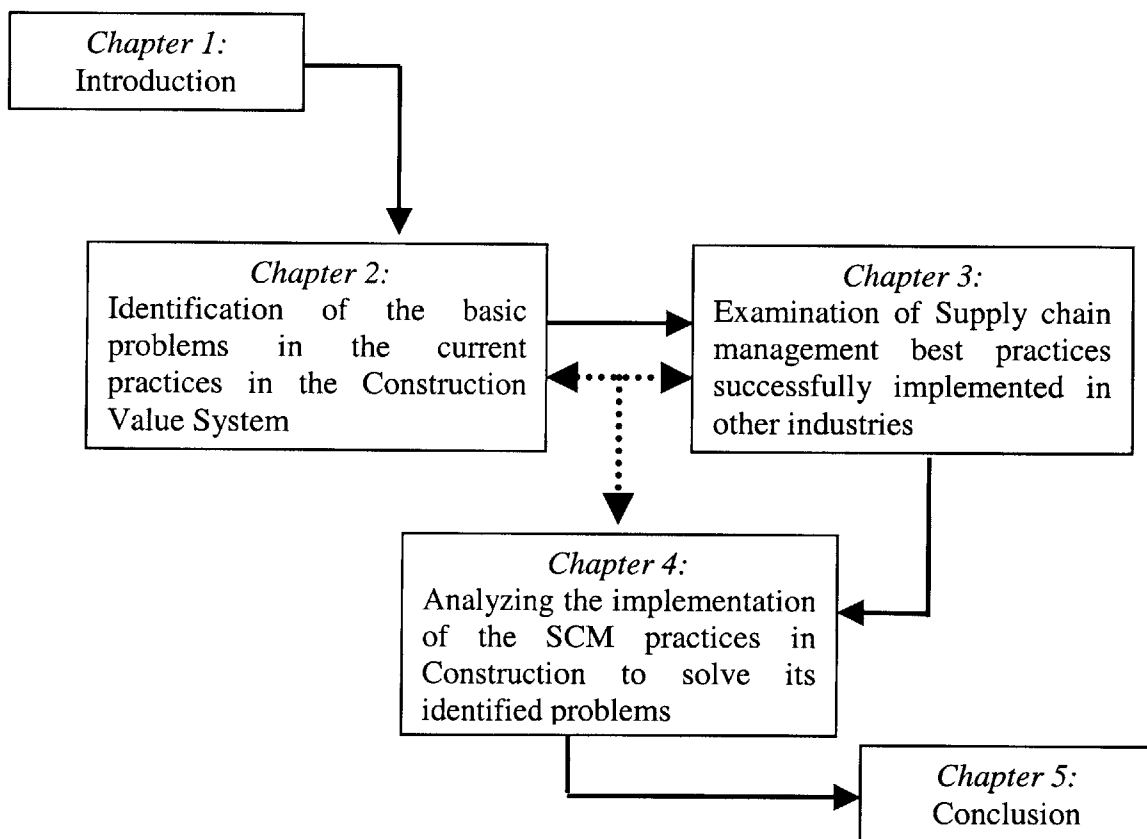 Chapter 1:
Introduction
Chapter 2:
Identification of the basic
problems in the current
practices in the Construction
Value System
Chapter 3:
Examination of Supply chain
management best practices
successfully implemented in
other industries
Chapter 4:
Analyzing the implementation
of the SCM practices in
Construction to solve its
identified problems
Chapter 5:
Conclusion